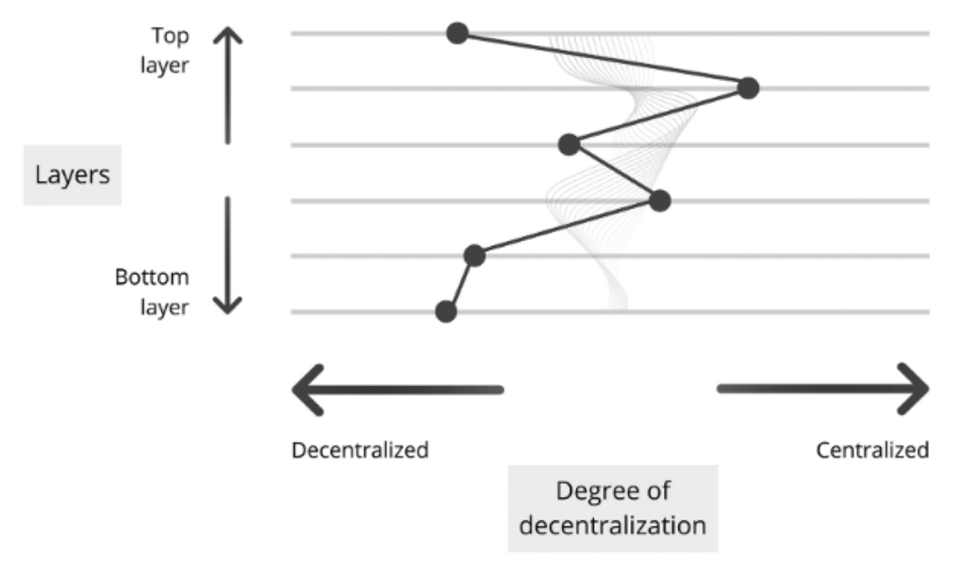 Top
layer
Layers
Bottom
layer
Decentralized
Centralized
Degree of
decentralization